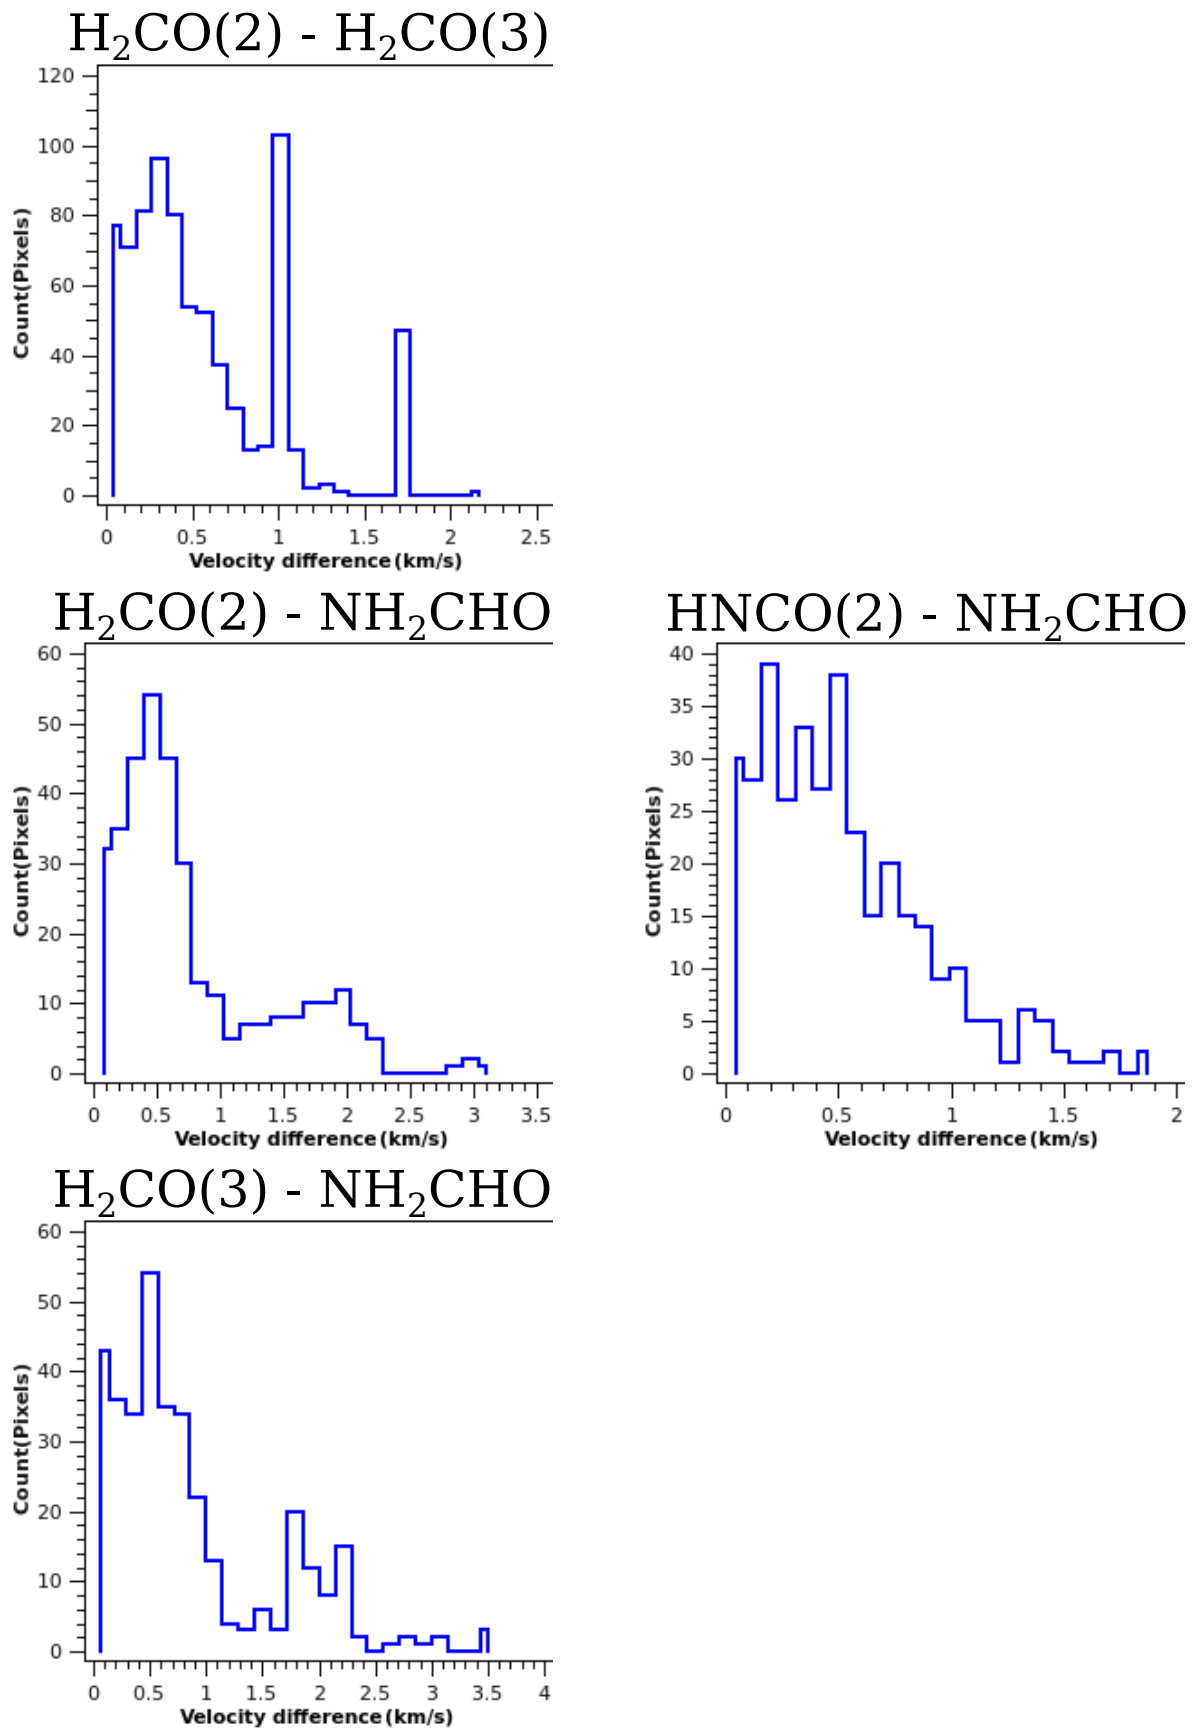 H₂CO(2) - H₂CO(3)
120
100
80
60
40
20
0
Count(Pixels)
0 0.5 1 1.5 2 2.5
Velocity difference(km/s)
H₂CO(2) - NH₂CHO
60
50
40
30
20
10
0
Count(Pixels)
0 0.5 1 1.5 2 2.5 3 3.5
Velocity difference(km/s)
HNCO(2) - NH₂CHO
40
35
30
25
20
15
10
5
0
Count(Pixels)
0 0.5 1 1.5 2
Velocity difference(km/s)
H₂CO(3) - NH₂CHO
60
50
40
30
20
10
0
Count(Pixels)
0 0.5 1 1.5 2 2.5 3 3.5 4
Velocity difference(km/s)